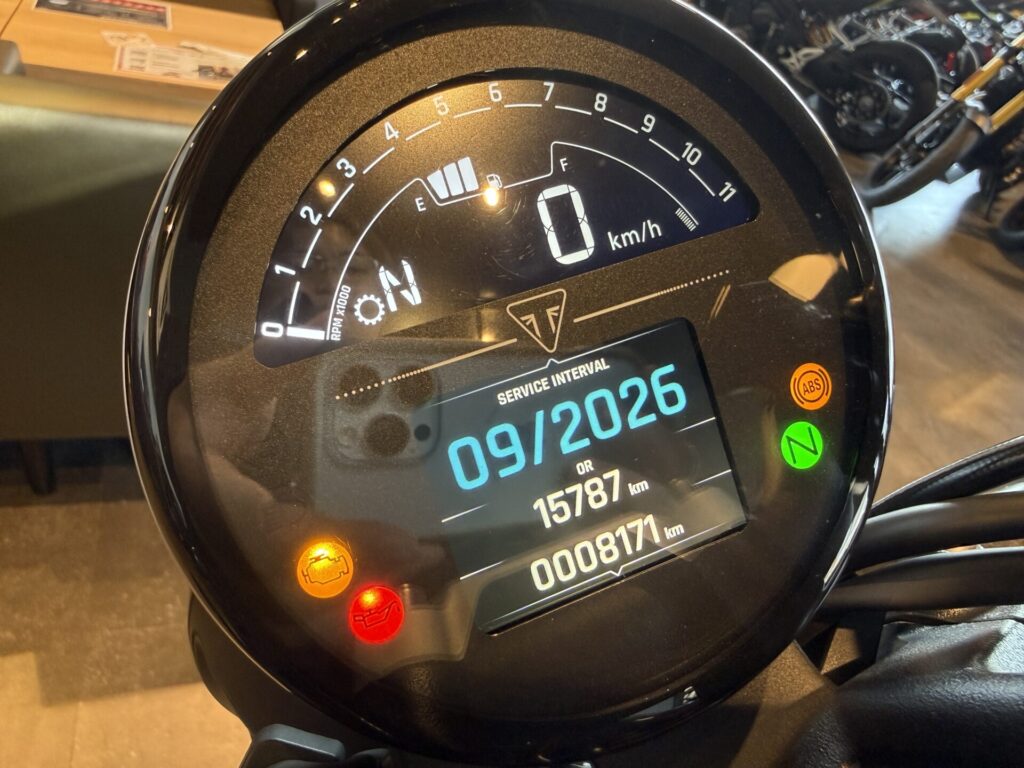 0 1 2 3 4 5 6 7 8 9 10 11
RPM x1000
E F
N
0 km/h
SERVICE INTERVAL
09/2026
OR
15787 km
0008171 km
ABS
N